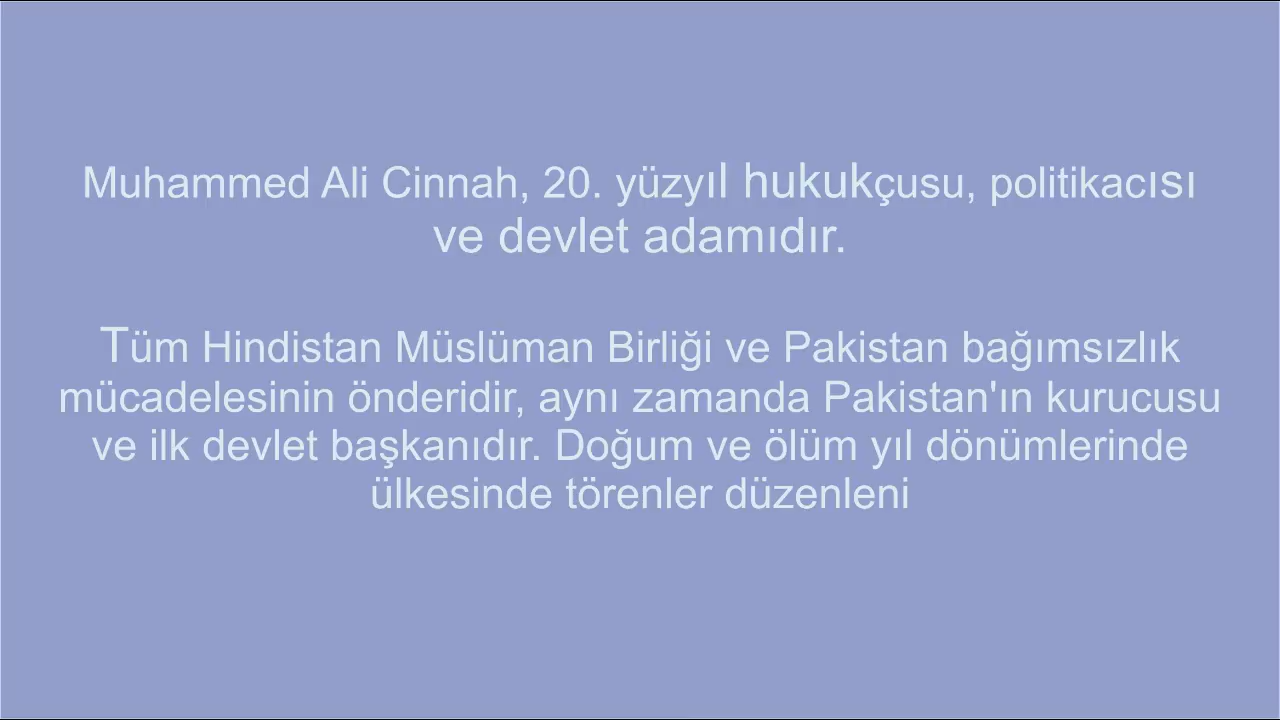 Muhammed Ali Cinnah, 20. yüzyıl hukukçusu, politikacısı
ve devlet adamıdır.
Tüm Hindistan Müslüman Birliği ve Pakistan bağımsızlık
mücadelesinin önderidir, aynı zamanda Pakistan'ın kurucusu
ve ilk devlet başkanıdır. Doğum ve ölüm yıl dönümlerinde
ülkesinde törenler düzenleni